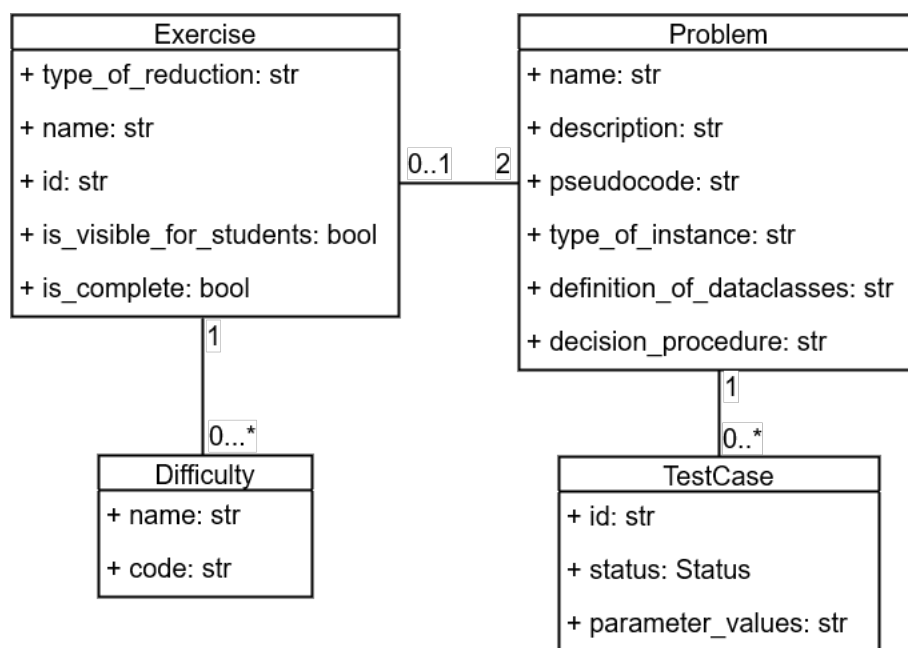 Exercise
+ type_of_reduction: str
+ name: str
+ id: str
+ is_visible_for_students: bool
+ is_complete: bool
0..1
2
Problem
+ name: str
+ description: str
+ pseudocode: str
+ type_of_instance: str
+ definition_of_dataclasses: str
+ decision_procedure: str
1
0...*
Difficulty
+ name: str
+ code: str
1
0..*
TestCase
+ id: str
+ status: Status
+ parameter_values: str